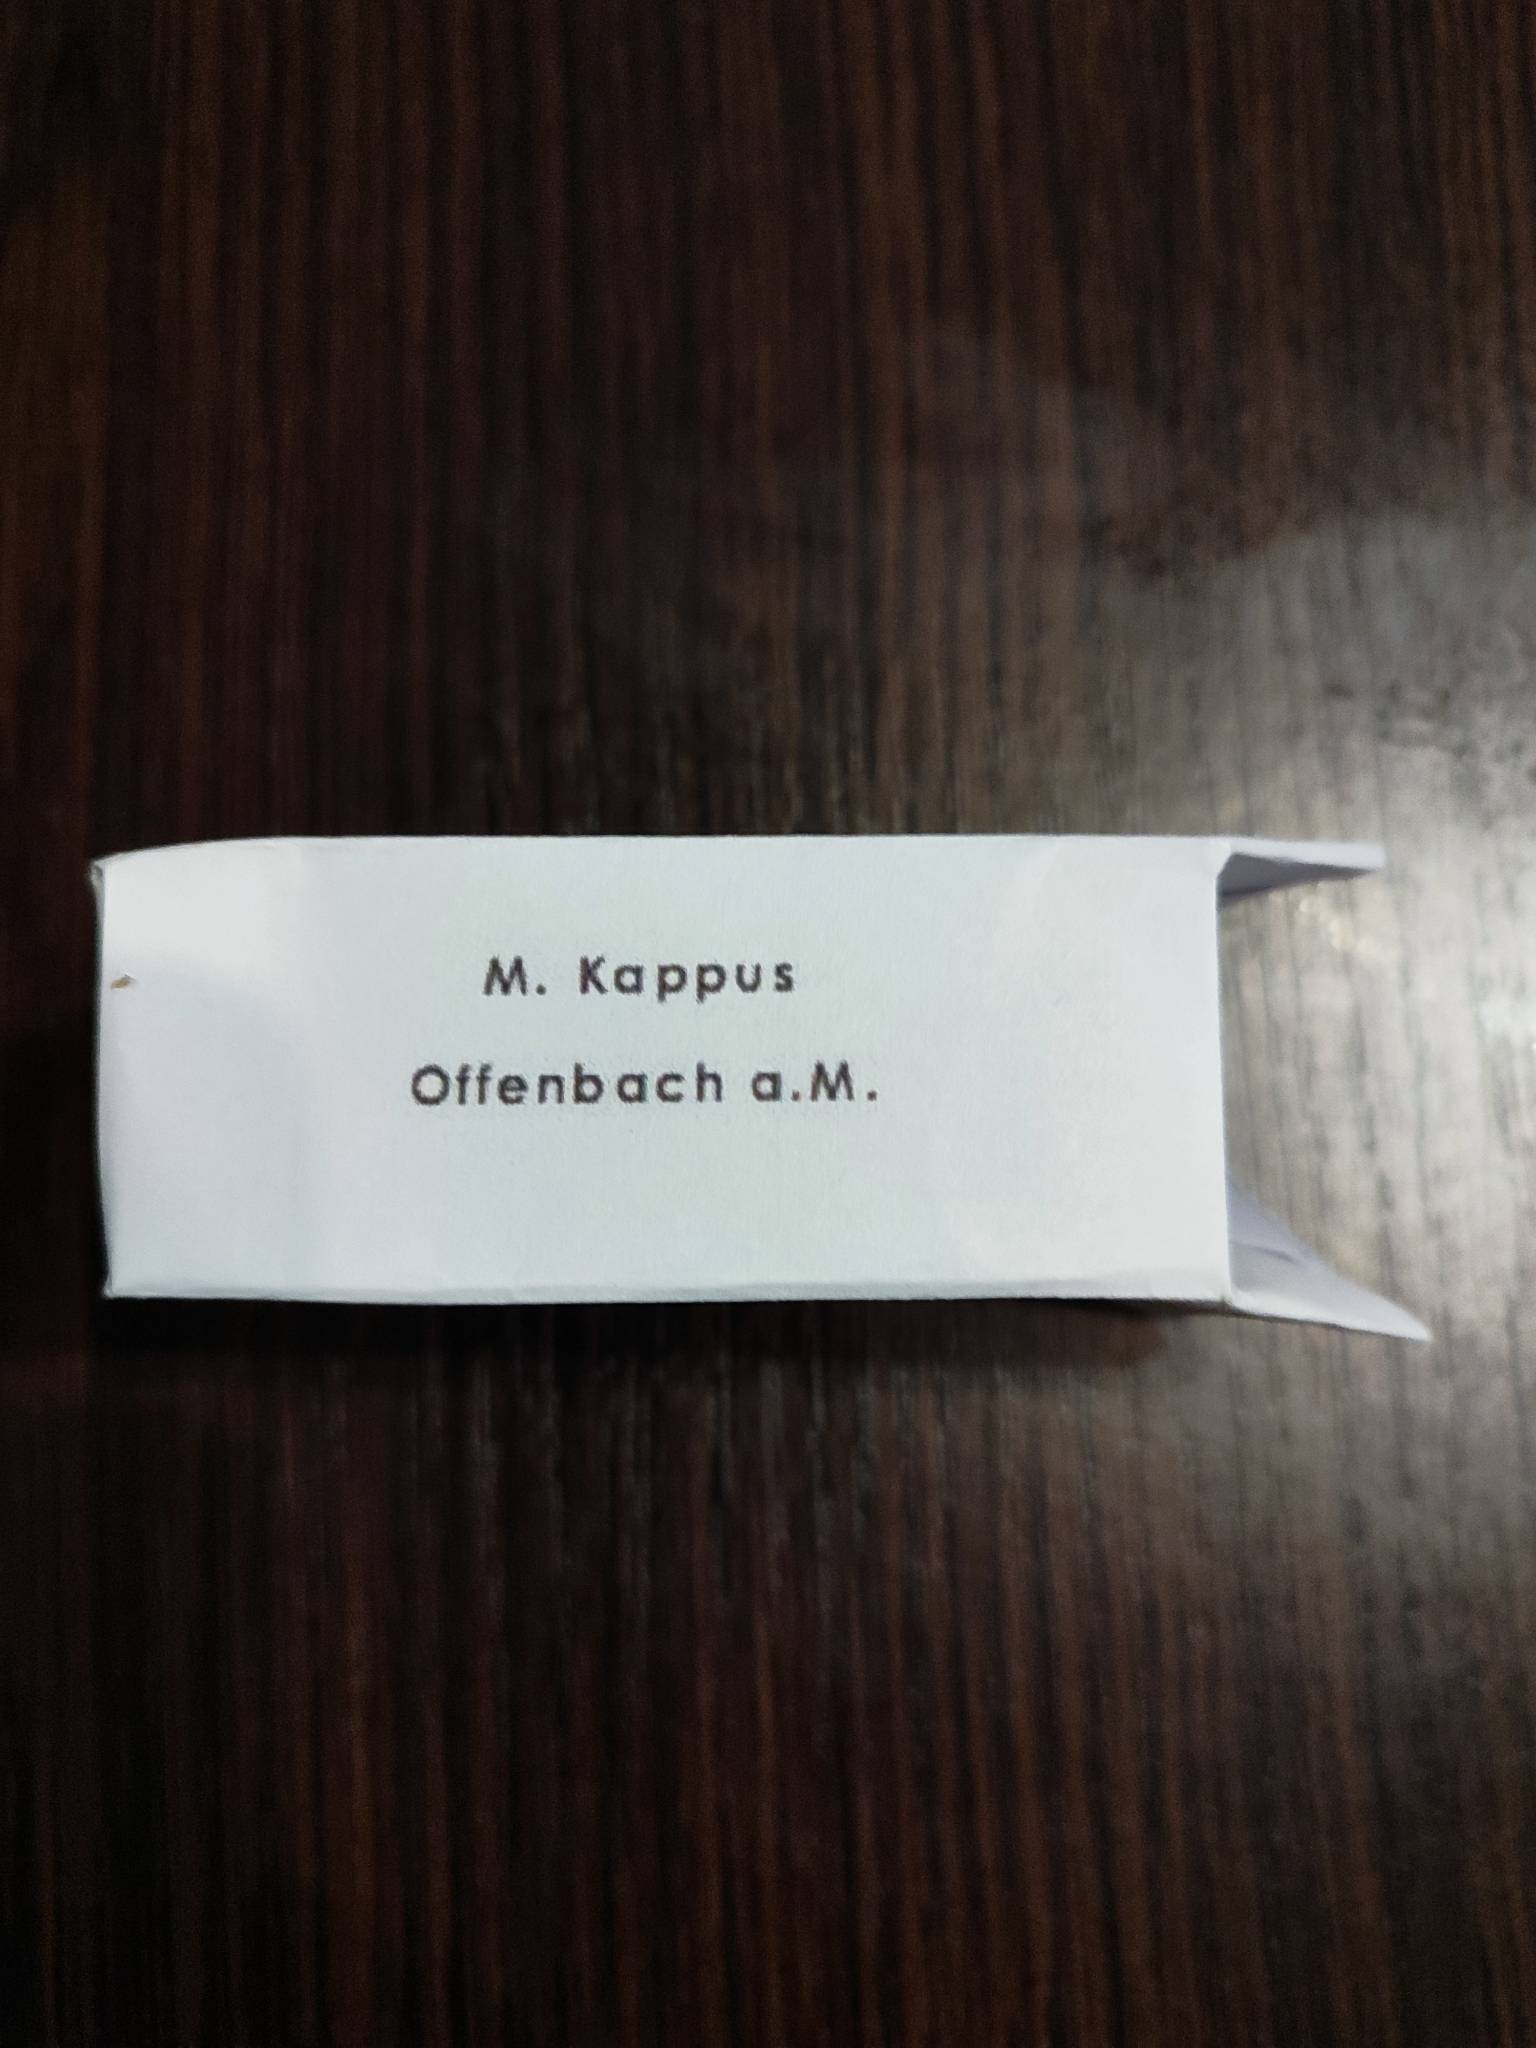 M. Kappus
Offenbach a.M.